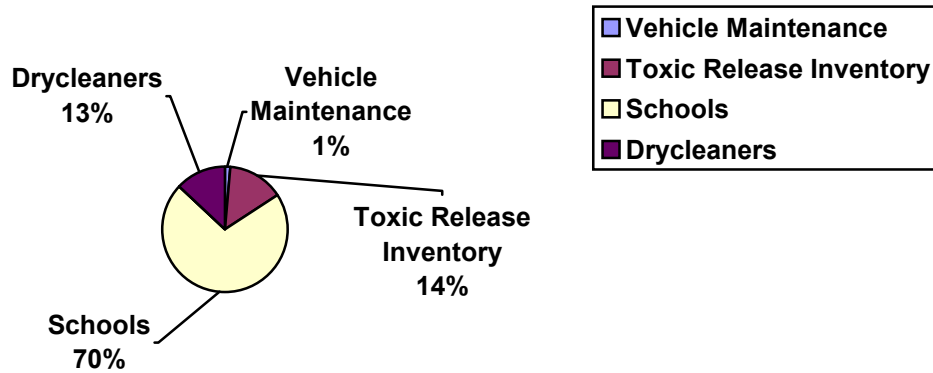 Drycleaners
13%
Vehicle
Maintenance
1%
Toxic Release
Inventory
14%
Schools
70%
Vehicle Maintenance
Toxic Release Inventory
Schools
Drycleaners